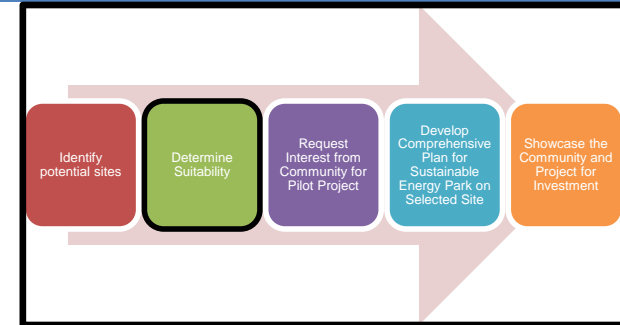 Identify
potential sites
Determine
Suitability
Request
Interest from
Community for
Pilot Project
Develop
Comprehensive
Plan for
Sustainable
Energy Park on
Selected Site
Showcase the
Community and
Project for
Investment